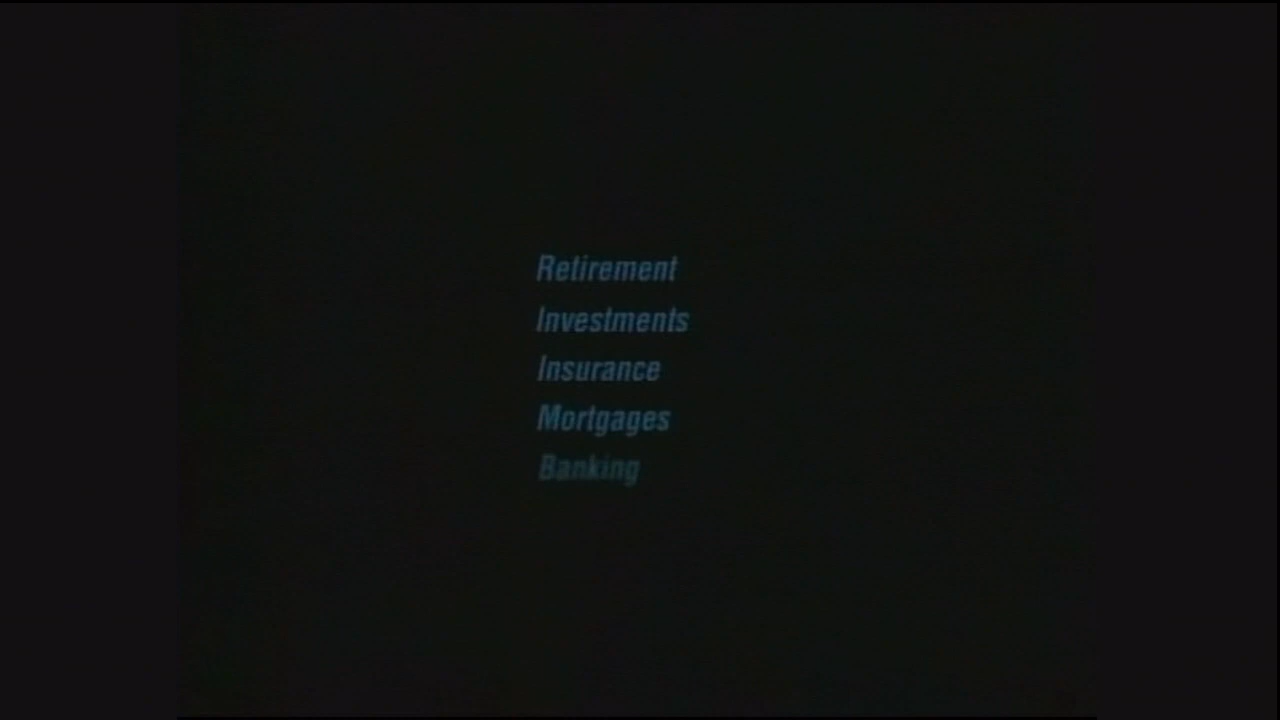 Retirement
Investments
Insurance
Mortgages
Banking